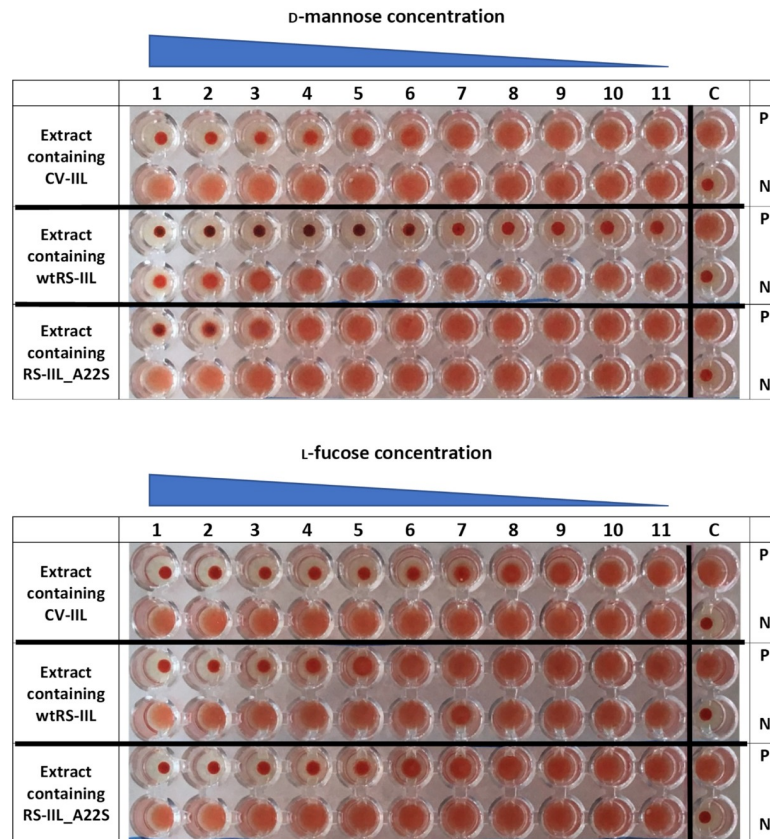 D-mannose concentration
1 2 3 4 5 6 7 8 9 10 11 C
Extract
containing
CV-IIL
P
N
Extract
containing
wtRS-IIL
P
N
Extract
containing
RS-IIL_A22S
P
N
L-fucose concentration
1 2 3 4 5 6 7 8 9 10 11 C
Extract
containing
CV-IIL
P
N
Extract
containing
wtRS-IIL
P
N
Extract
containing
RS-IIL_A22S
P
N